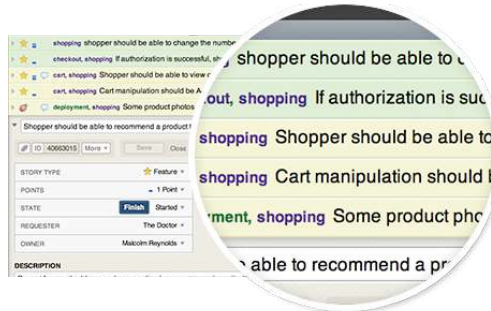 shopping shopper should be able to change the numbe
checkout, shopping If authorization is successful, sh
cart, shopping Shopper should be able to view
cart, shopping Cart manipulation should be A
deployment, shopping Some product photos
Shopper should be able to recommend a product
ID 40663015 More Save Close
STORY TYPE Feature
POINTS 1 Point
STATE Finish Started
REQUESTER The Doctor
OWNER Malcolm Reynolds
DESCRIPTION
shopper should be able to
out, shopping If authorization is suc
shopping Shopper should be able to
shopping Cart manipulation should
ment, shopping Some product pho
able to recommend a pr